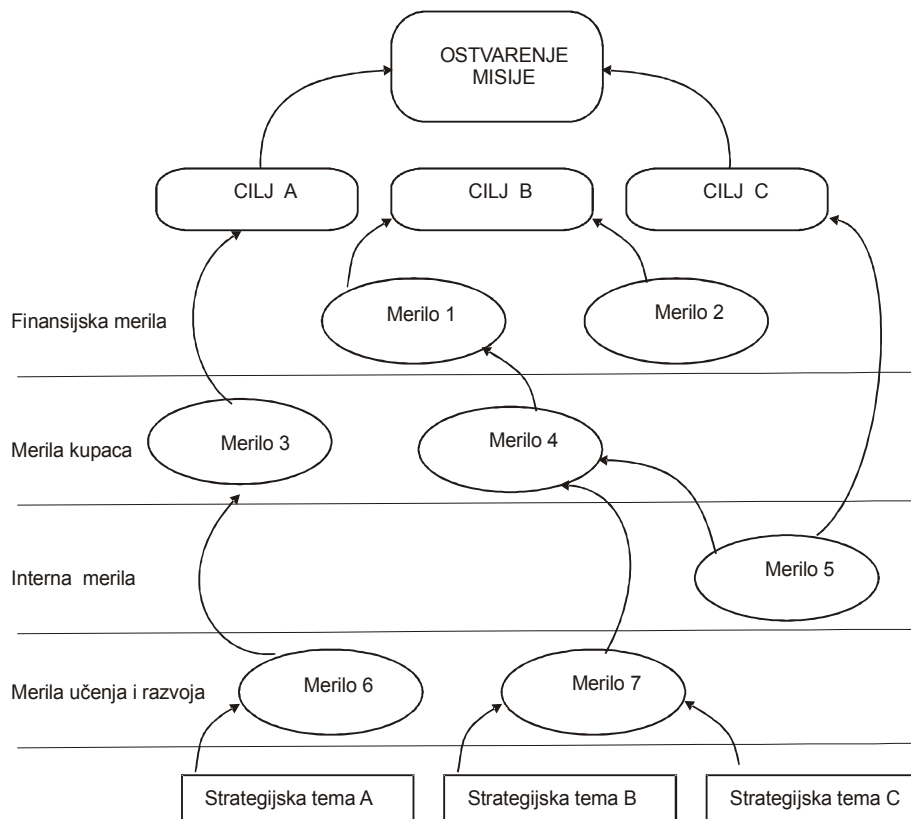 OSTVARENJE
MISIJE
CILJ A
CILJ B
CILJ C
Finansijska merila
Merilo 1
Merilo 2
Merila kupaca
Merilo 3
Merilo 4
Interna merila
Merilo 5
Merila učenja i razvoja
Merilo 6
Merilo 7
Strategijska tema A
Strategijska tema B
Strategijska tema C